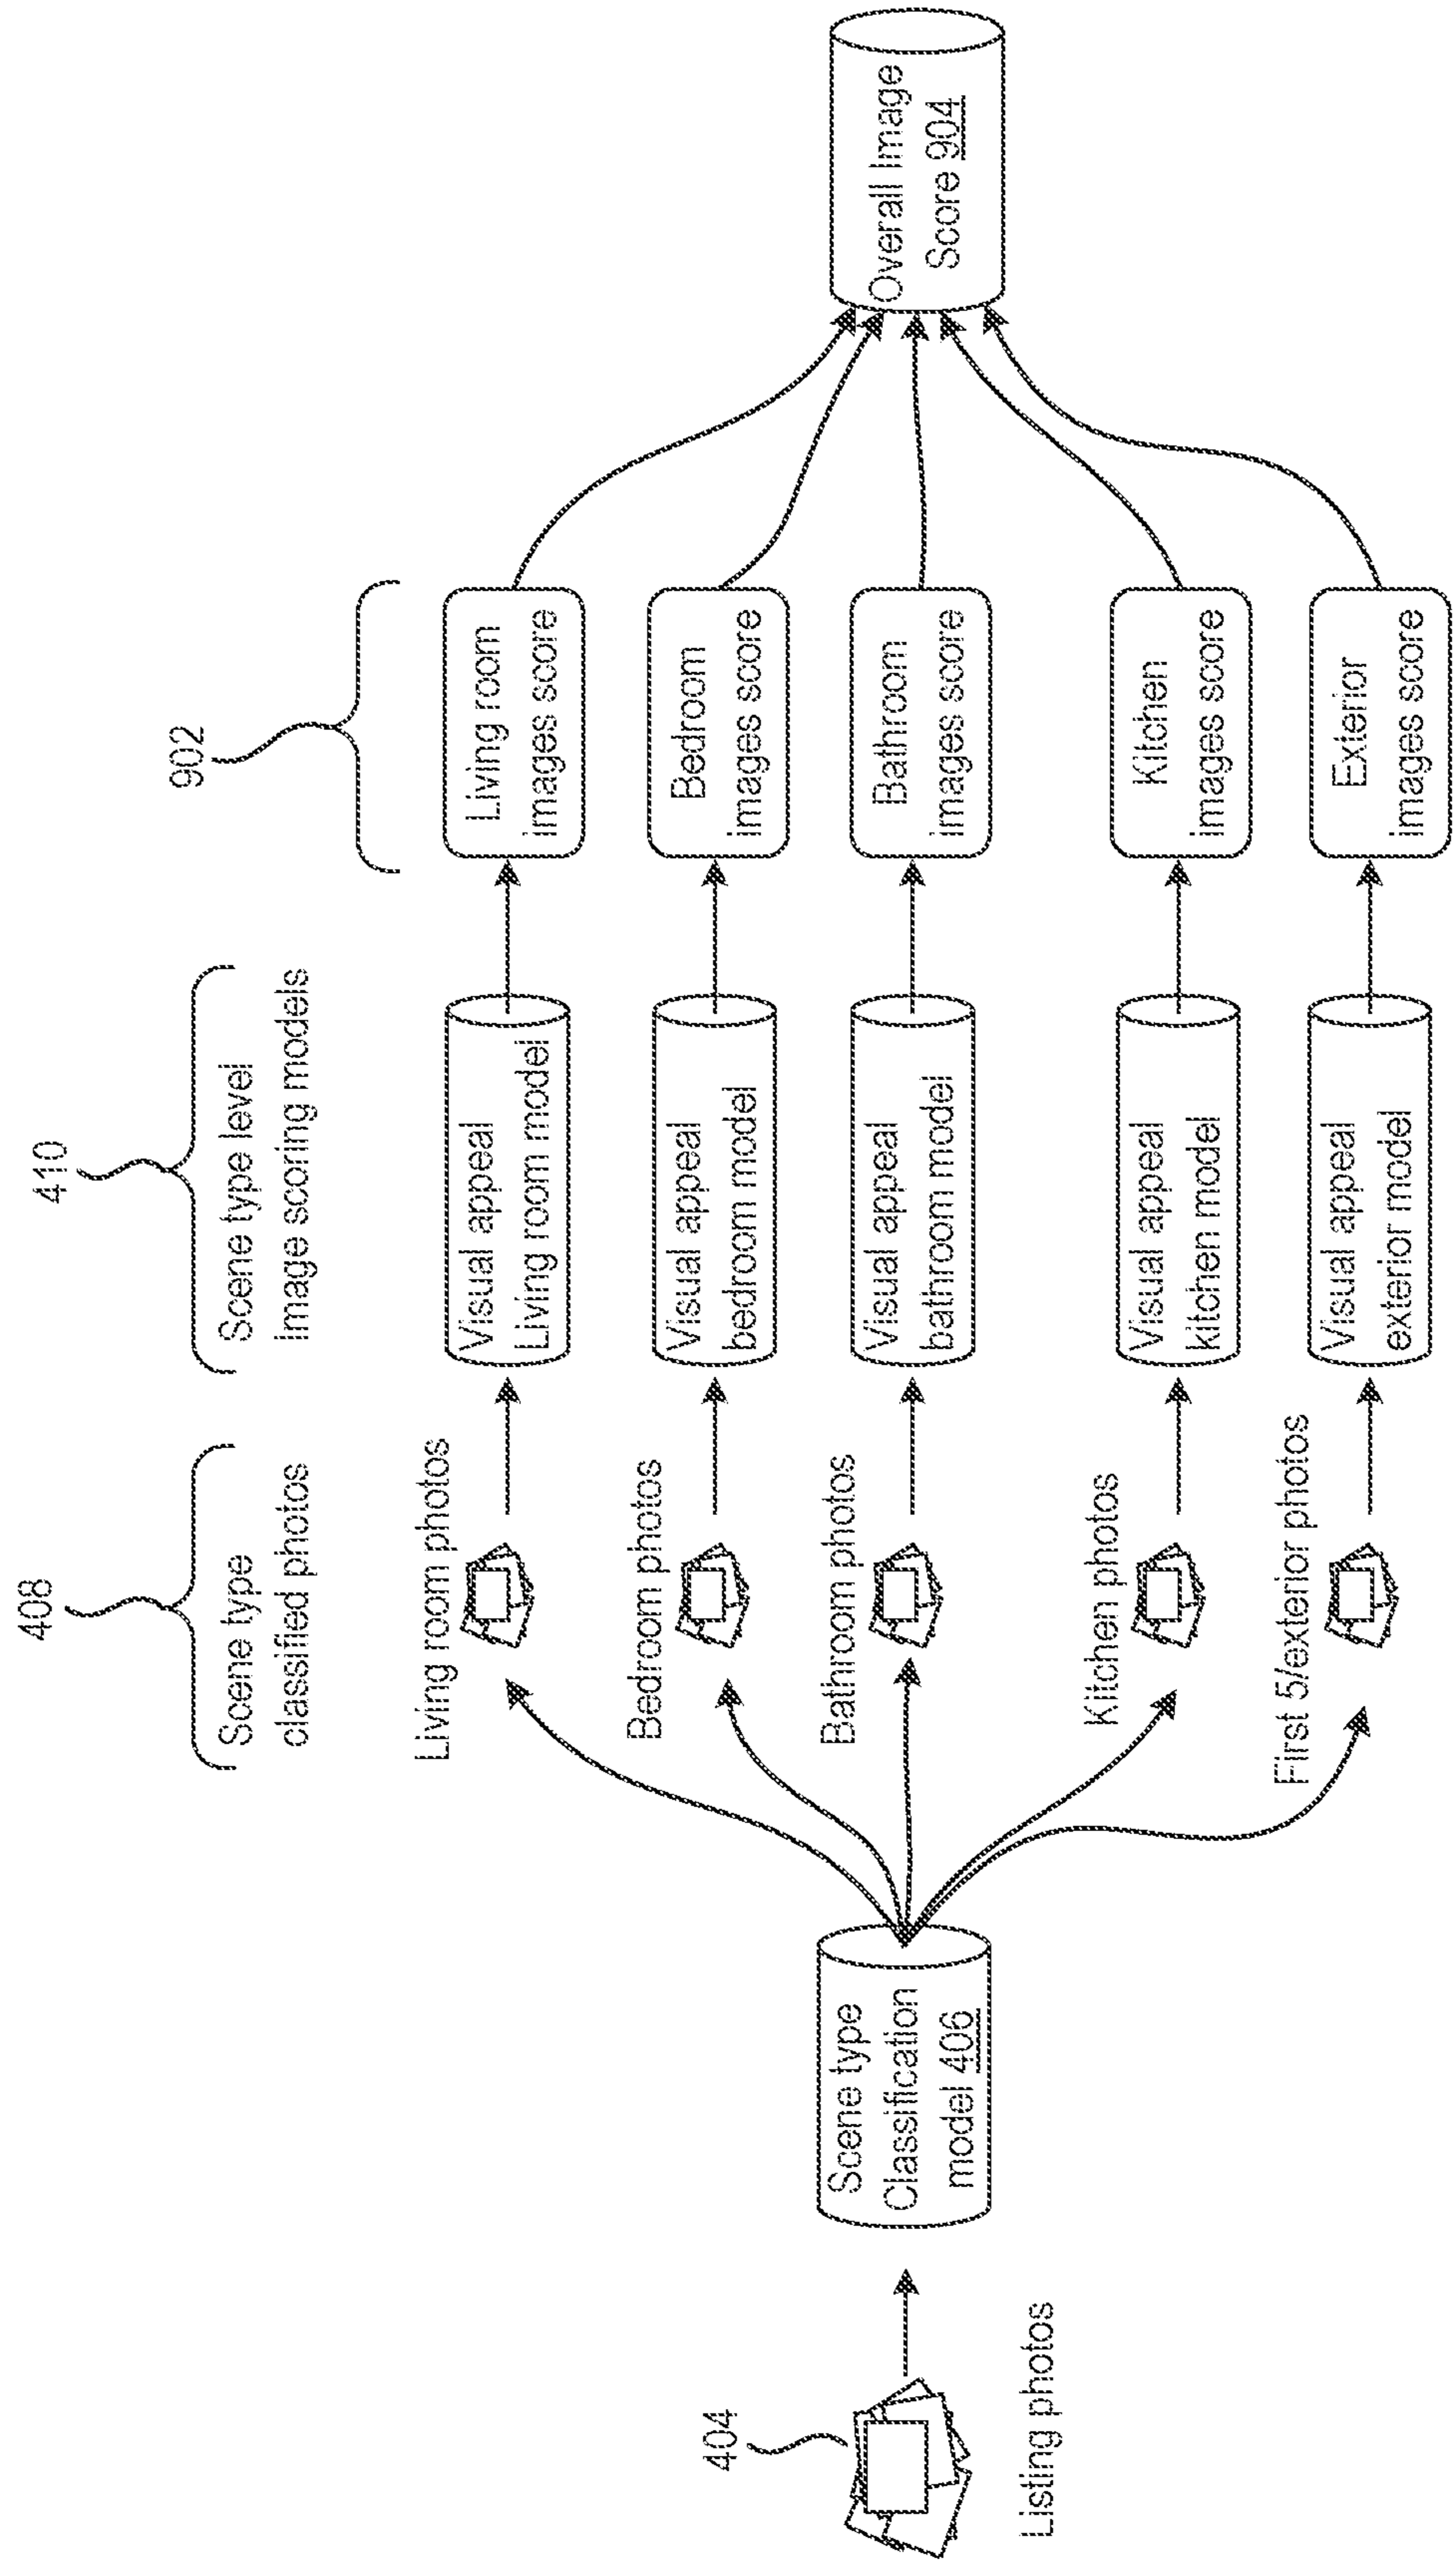 404
Listing photos
Scene type
Classification
model 406
408
Scene type
classified photos
Living room photos
Bedroom photos
Bathroom photos
Kitchen photos
First 5/exterior photos
410
Scene type level
image scoring models
Visual appeal
Living room model
Visual appeal
bedroom model
Visual appeal
bathroom model
Visual appeal
kitchen model
Visual appeal
exterior model
902
Living room
images score
Bedroom
images score
Bathroom
images score
Kitchen
images score
Exterior
images score
Overall Image
Score 904